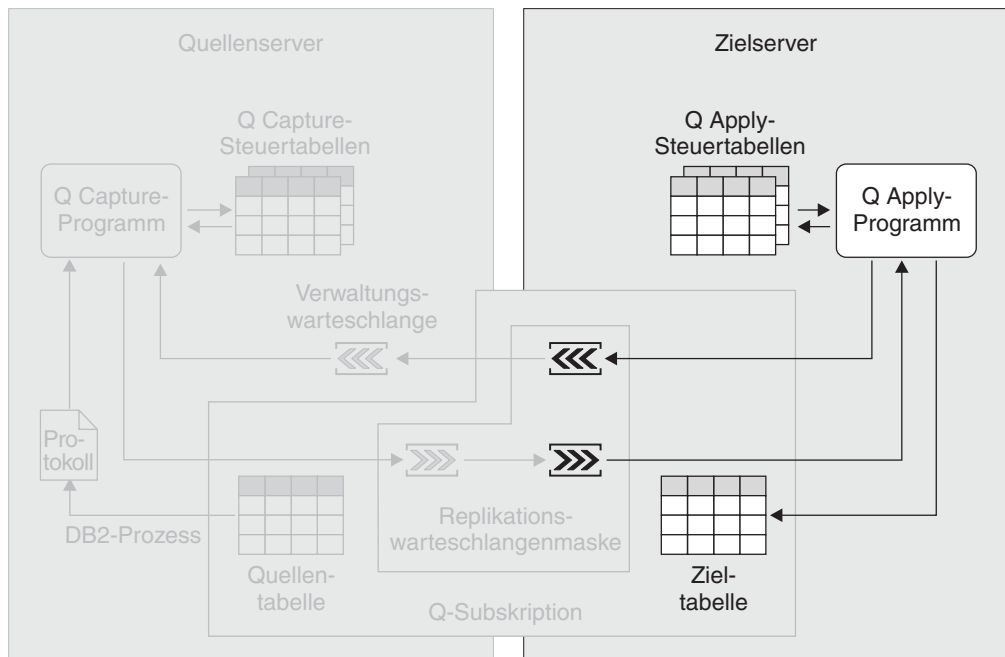 Quellenserver
Zielserver
Q Capture-
Steuertabellen
Q Apply-
Steuertabellen
Q Capture-
Programm
Q Apply-
Programm
Verwaltungs-
warteschlange
Pro-
tokoll
DB2-Prozess
Replikations-
warteschlangenmaske
Quellen-
tabelle
Ziel-
tabelle
Q-Subskription